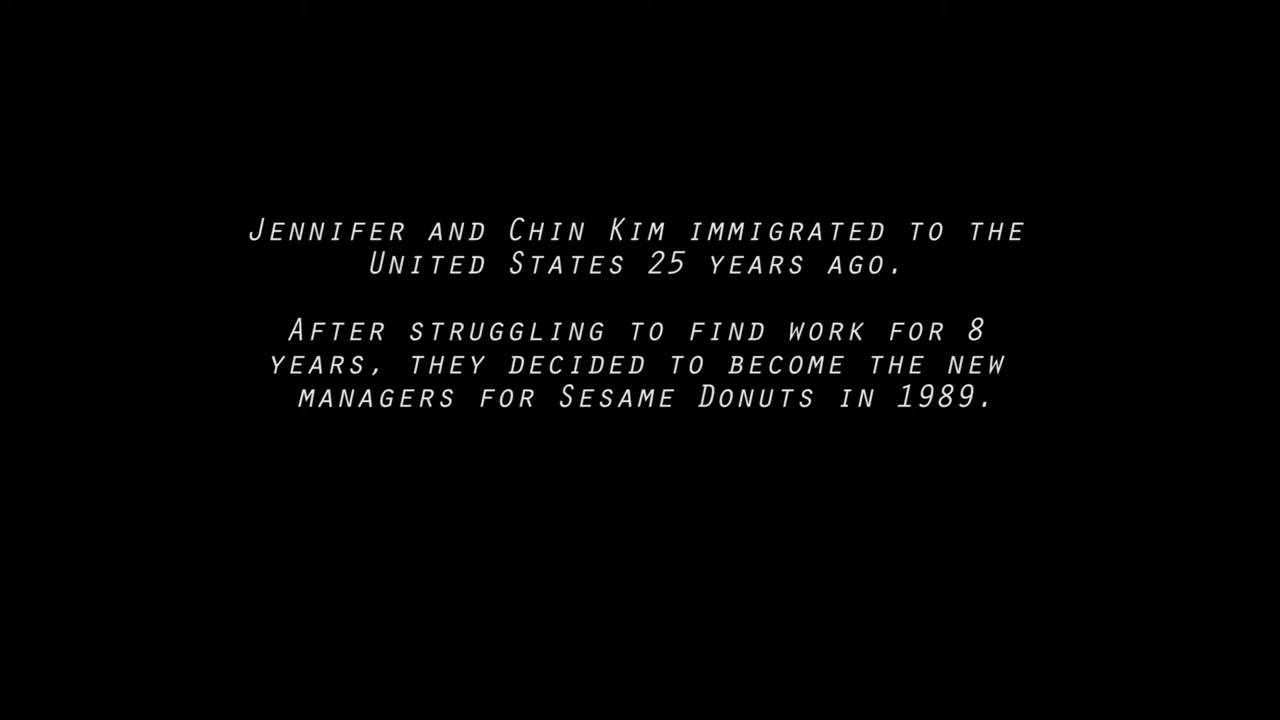 Jennifer and Chin Kim immigrated to the
United States 25 years ago.
After struggling to find work for 8
years, they decided to become the new
managers for Sesame Donuts in 1989.